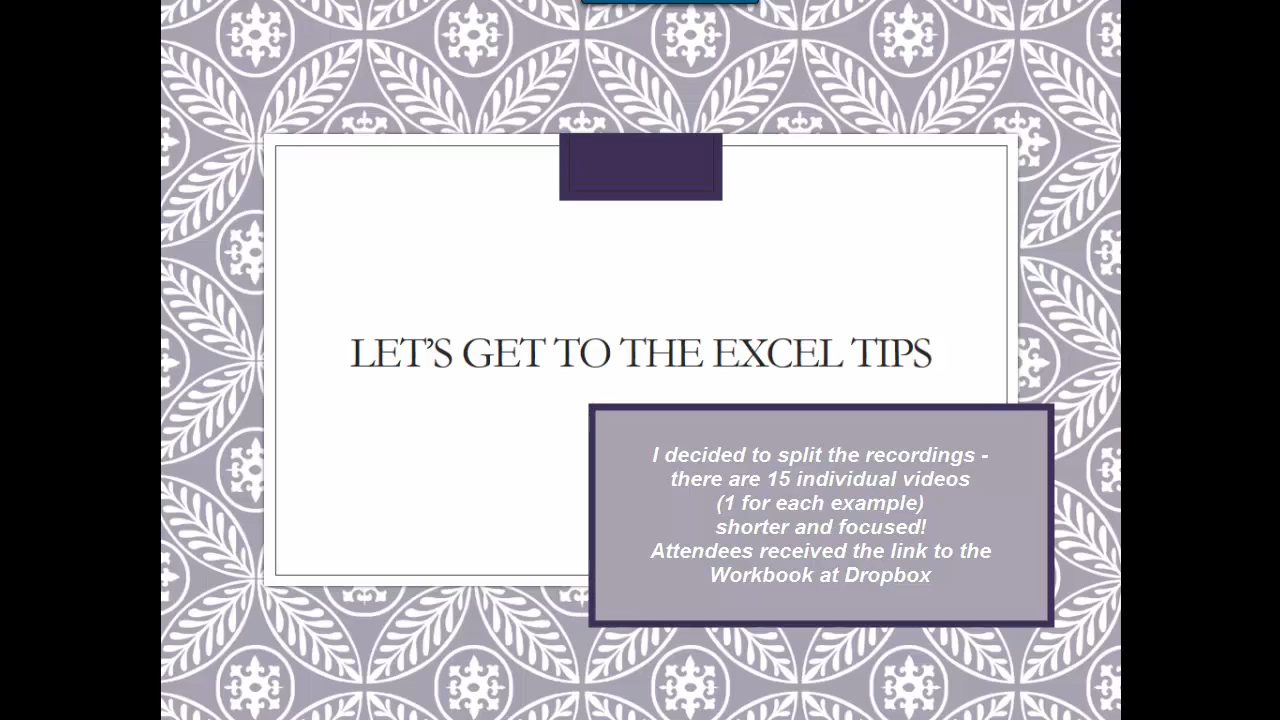 LET'S GET TO THE EXCEL TIPS
I decided to split the recordings -
there are 15 individual videos
(1 for each example)
shorter and focused!
Attendees received the link to the
Workbook at Dropbox